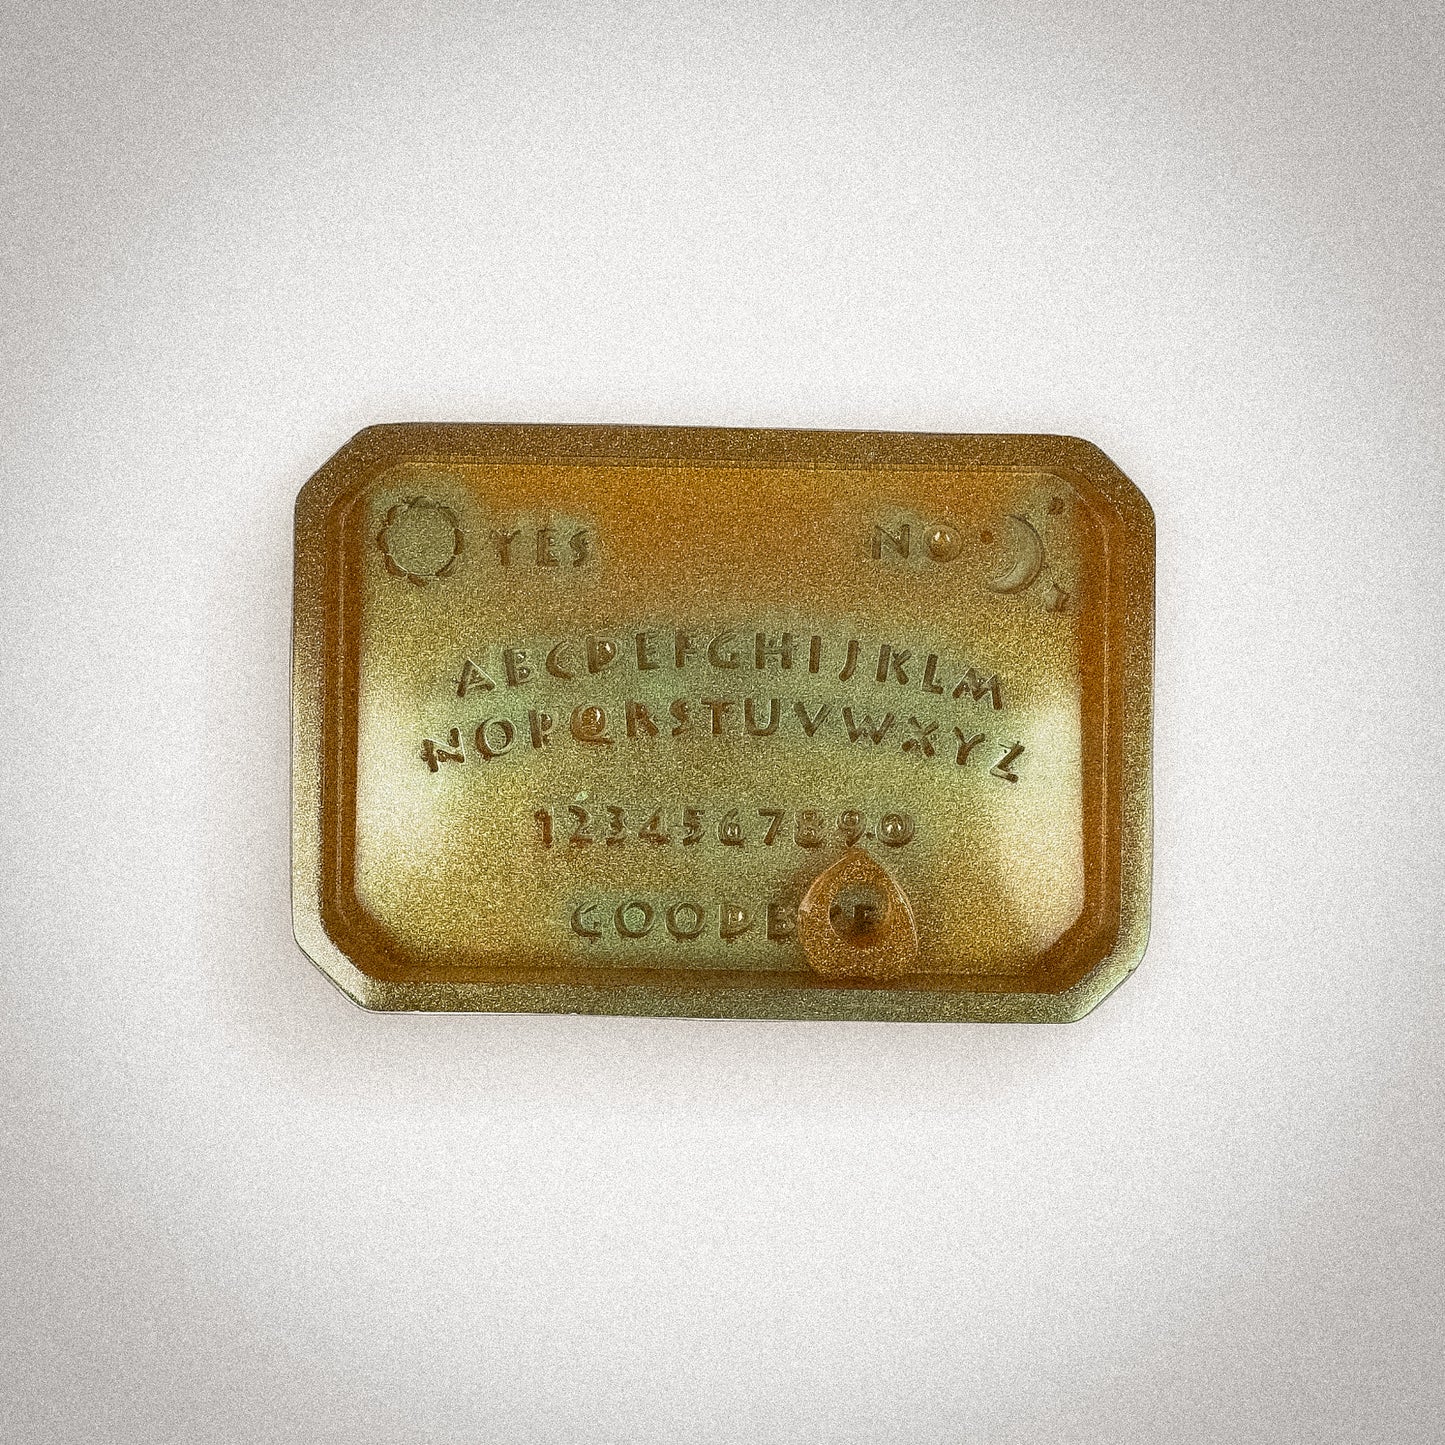 YES NO
ABCDEFGHIJKLM
NOPQRSTUVWXYZ
1234567890